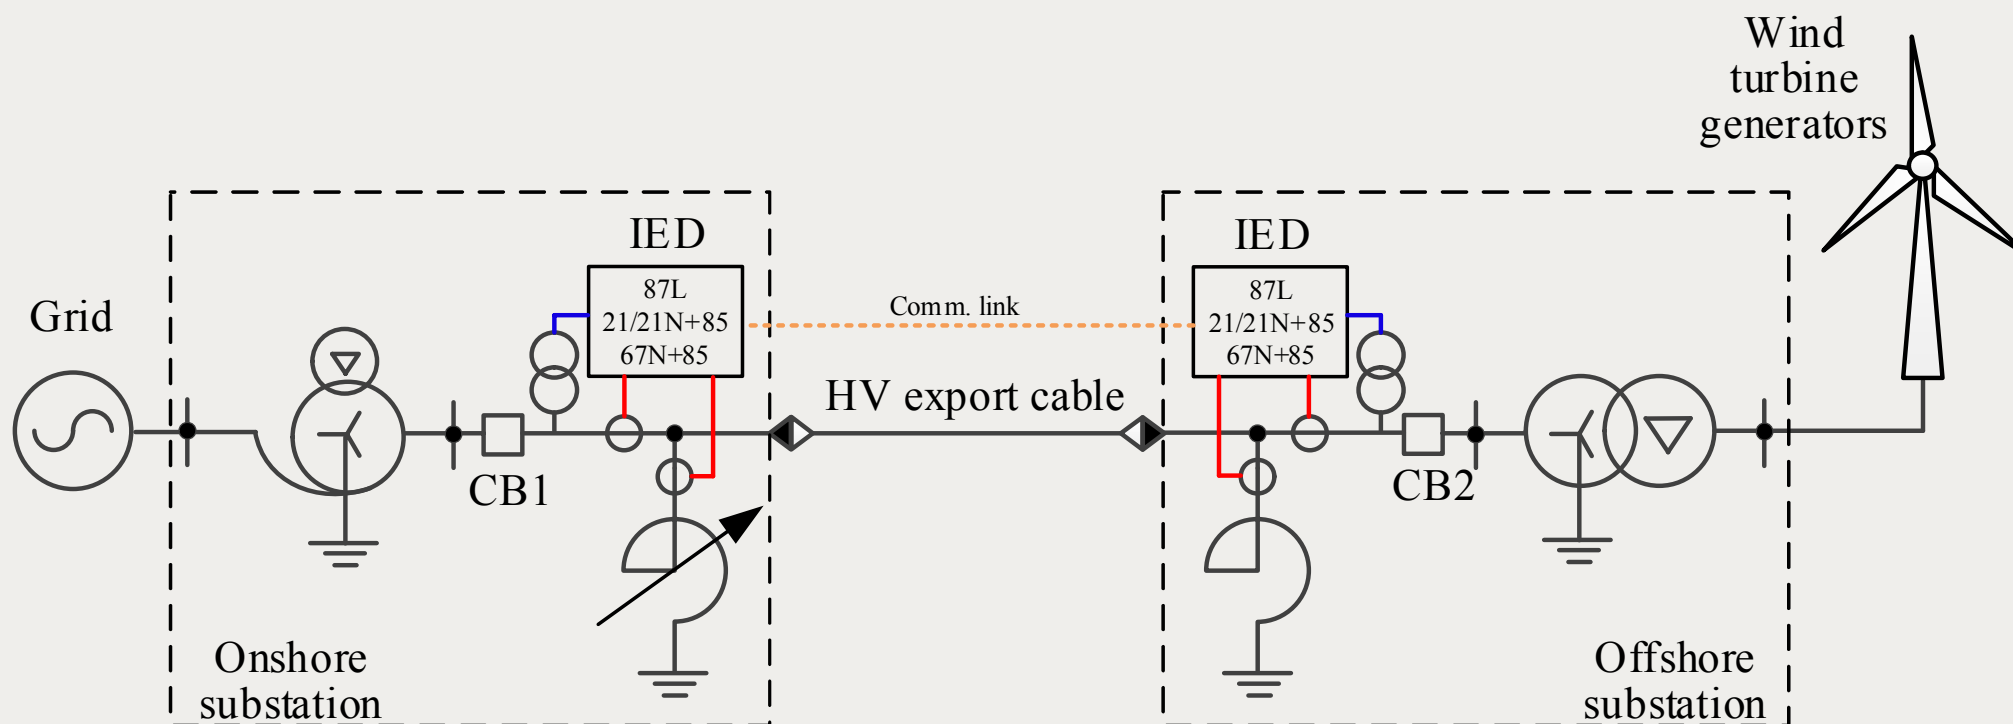 Wind
turbine
generators
IED
IED
87L
21/21N+85
67N+85
87L
21/21N+85
67N+85
Comm. link
Grid
HV export cable
CB1
CB2
Onshore
substation
Offshore
substation